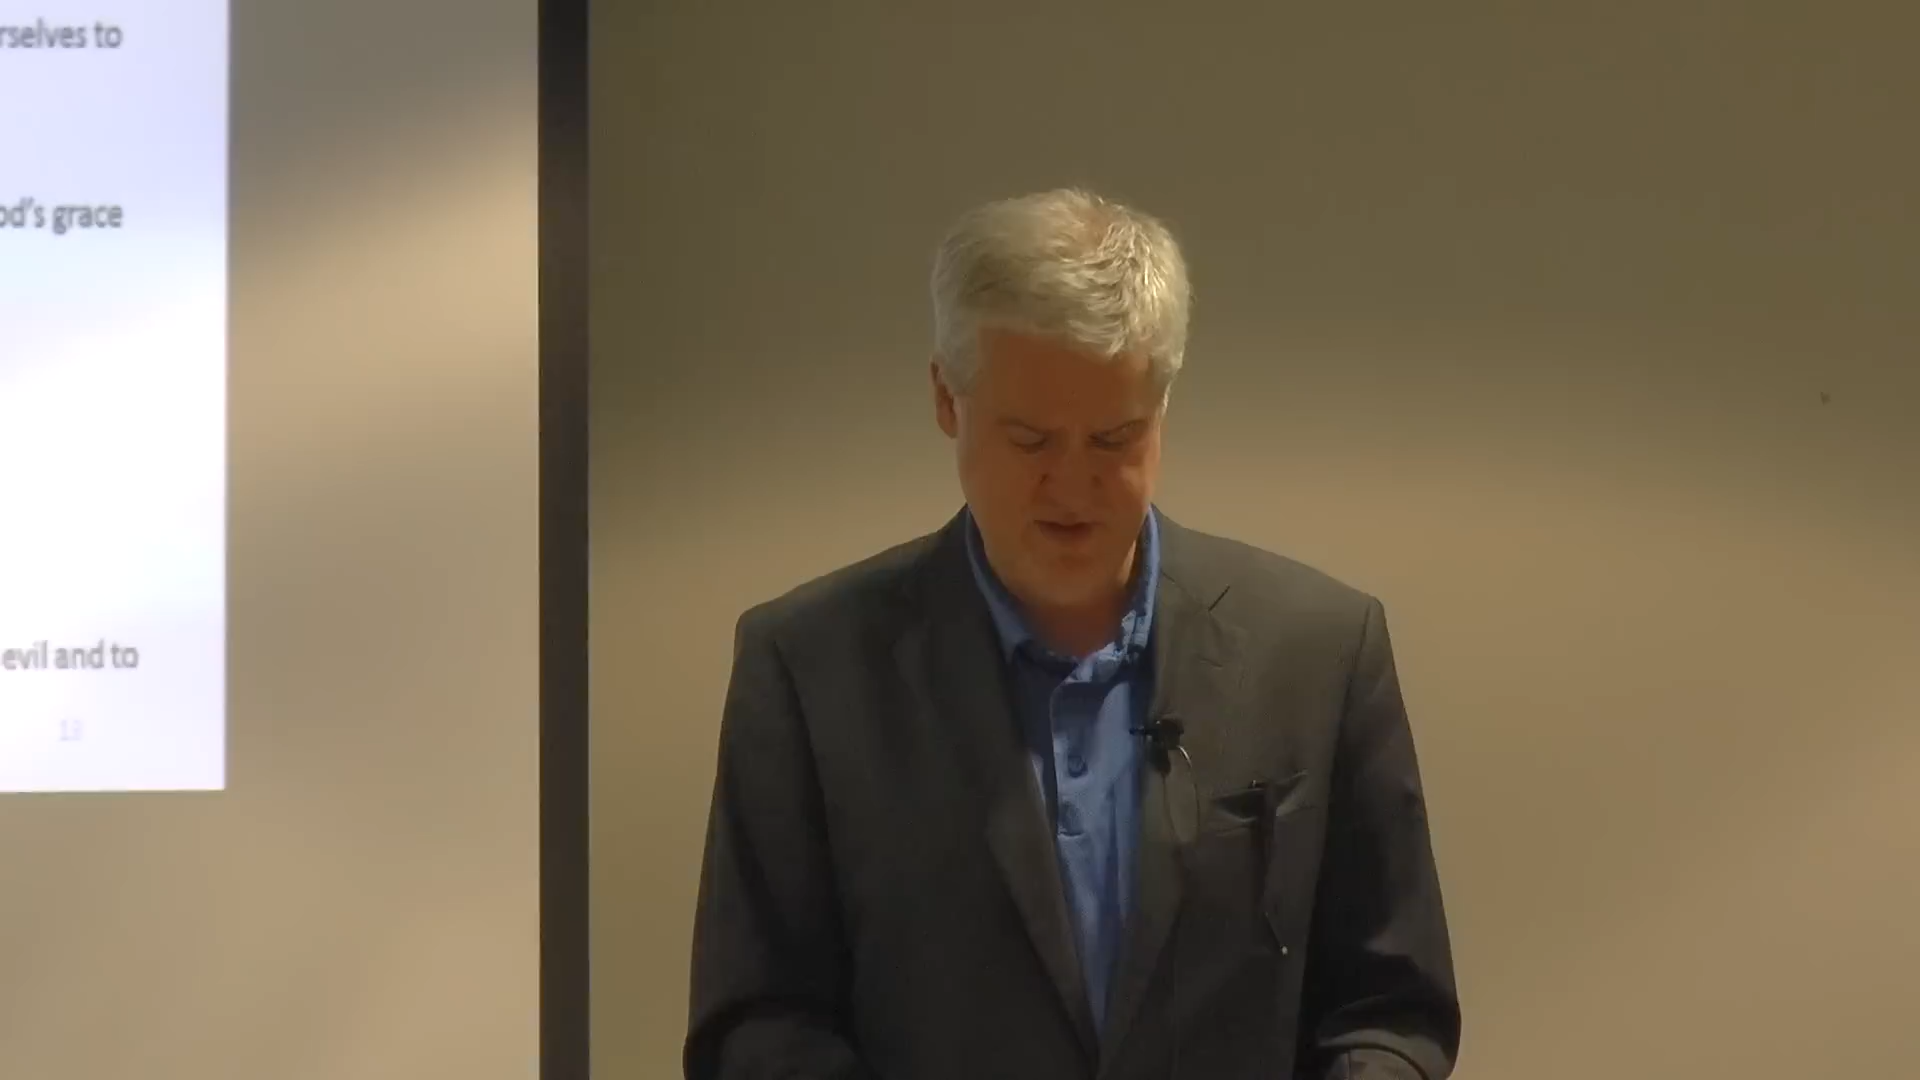 rselves to
od's grace
evil and to
13